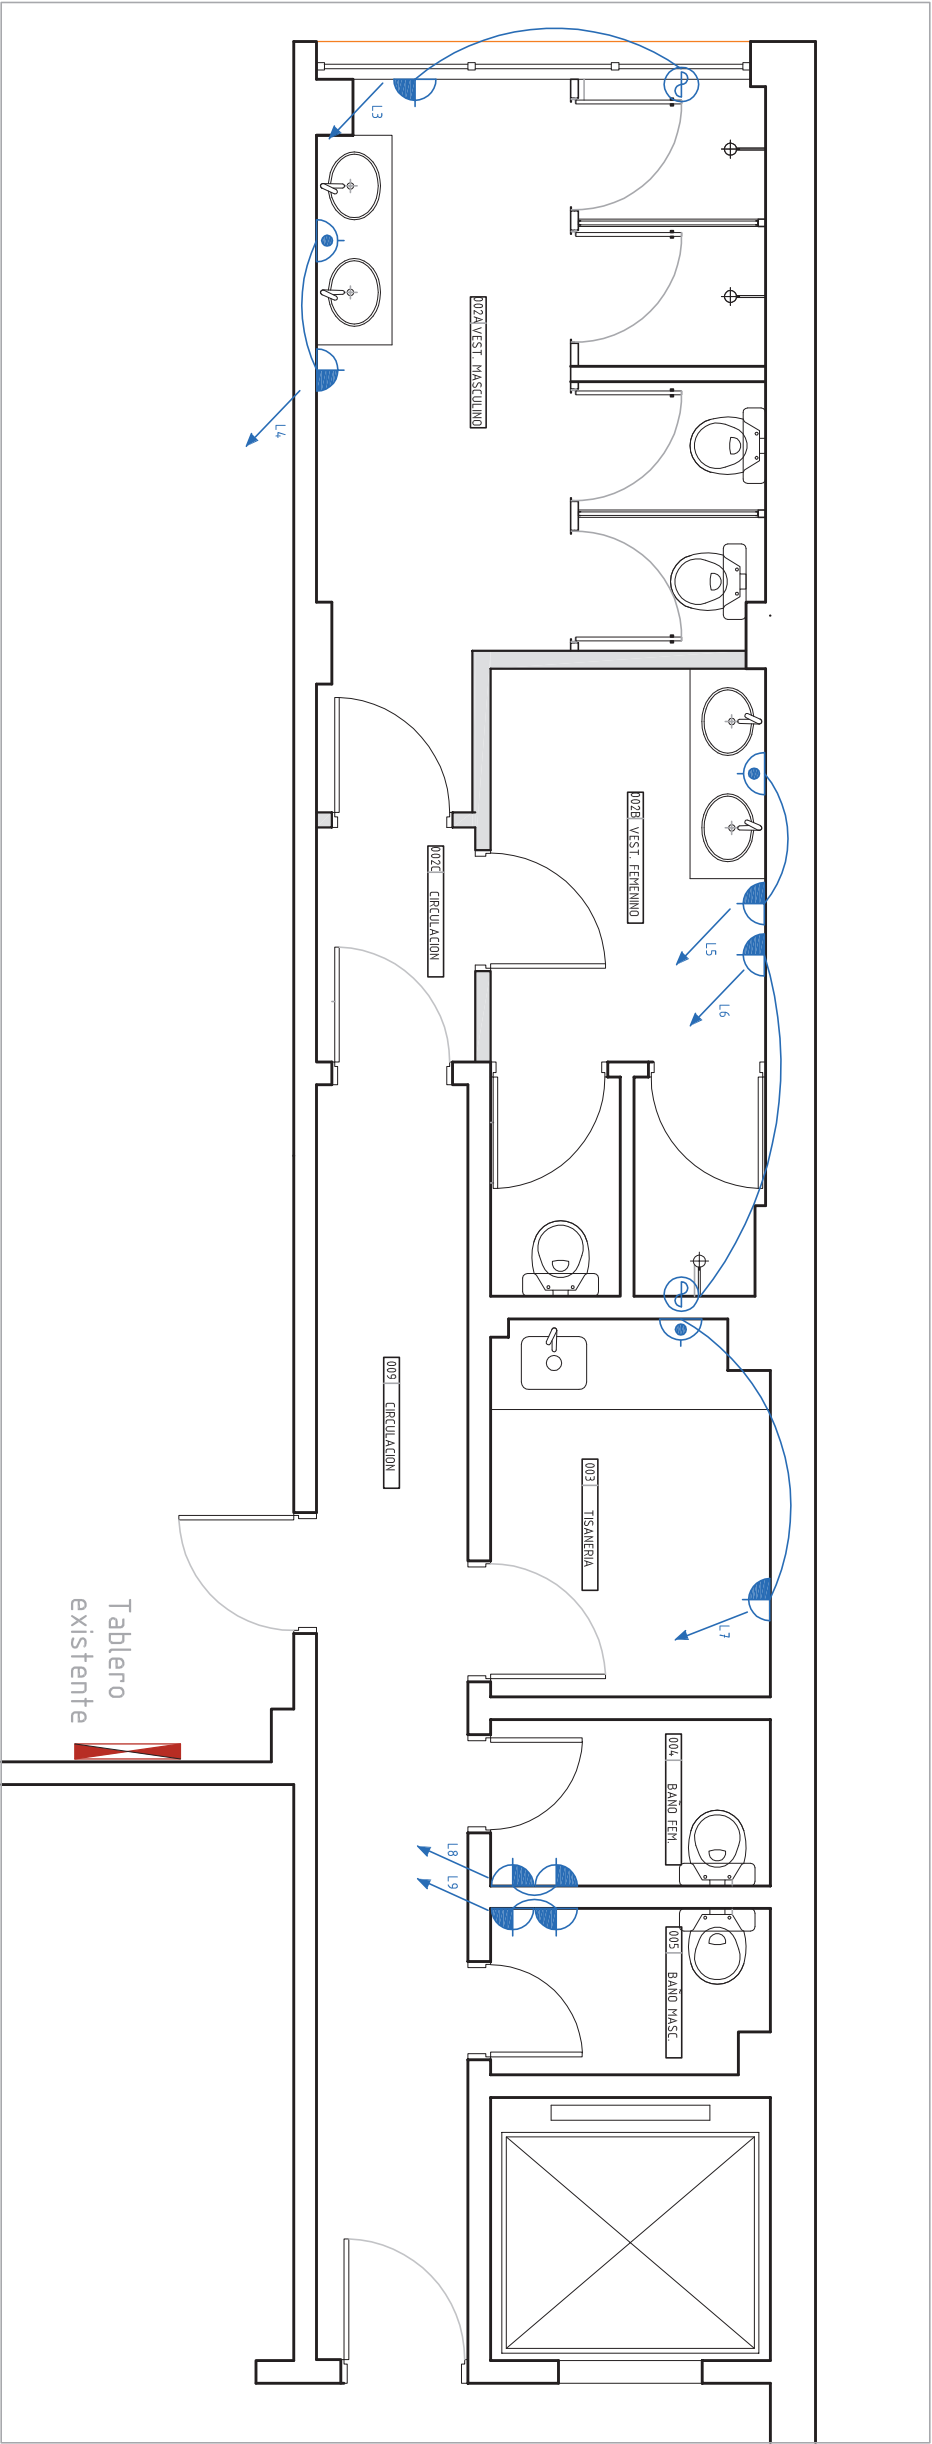 L3
L4
002A VEST. MASCULINO
002B VEST. FEMENINO
002C CIRCULACION
L5
L6
009 CIRCULACION
003 TISANERIA
L7
Tablero
existente
004 BAÑO FEM.
L8
L9
005 BAÑO MASC.